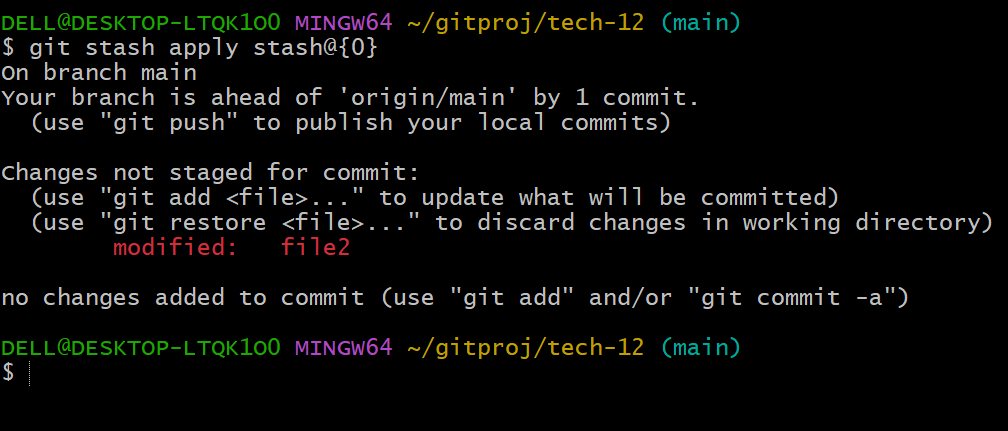 DELL@DESKTOP-LTQK1O0 MINGW64 ~/gitproj/tech-12 (main)
$ git stash apply stash@{0}
On branch main
Your branch is ahead of 'origin/main' by 1 commit.
  (use "git push" to publish your local commits)

Changes not staged for commit:
  (use "git add <file>..." to update what will be committed)
  (use "git restore <file>..." to discard changes in working directory)
        modified:   file2

no changes added to commit (use "git add" and/or "git commit -a")

DELL@DESKTOP-LTQK1O0 MINGW64 ~/gitproj/tech-12 (main)
$